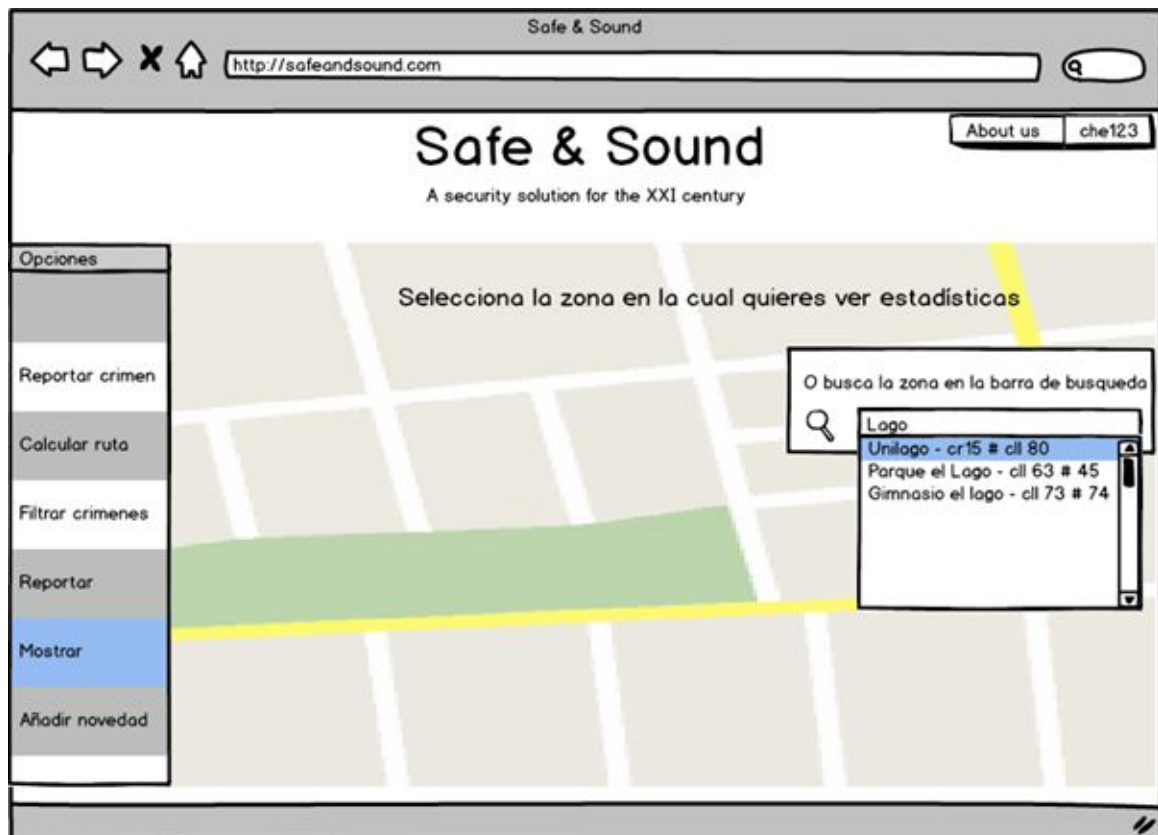 Safe & Sound
http://safeandsound.com
About us
che123
Safe & Sound
A security solution for the XXI century
Opciones
Reportar crimen
Calcular ruta
Filtrar crimenes
Reportar
Mostrar
Añadir novedad
Selecciona la zona en la cual quieres ver estadísticas
O busca la zona en la barra de busqueda
Lago
Unilago - cr15 # cll 80
Parque el Lago - cll 63 # 45
Gimnasio el lago - cll 73 # 74